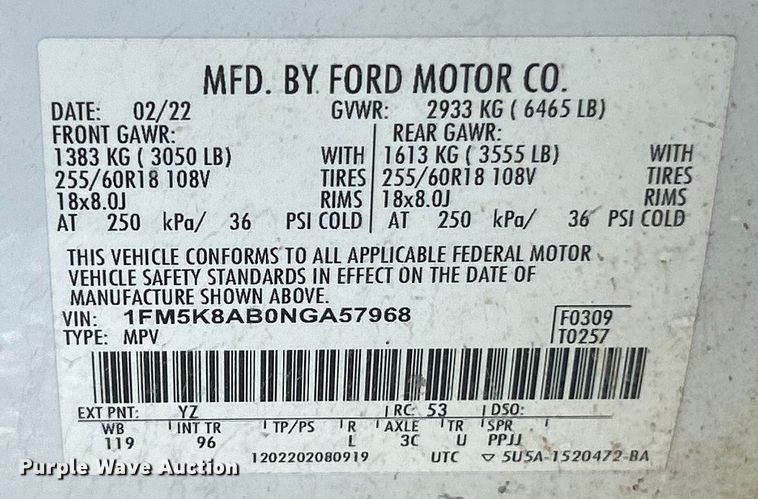 MFD. BY FORD MOTOR CO.
DATE: 02/22 GVWR: 2933 KG ( 6465 LB)
FRONT GAWR: REAR GAWR:
1383 KG ( 3050 LB) WITH 1613 KG ( 3555 LB) WITH
255/60R18 108V TIRES 255/60R18 108V TIRES
18x8.0J RIMS 18x8.0J RIMS
AT 250 kPa/ 36 PSI COLD AT 250 kPa/ 36 PSI COLD
THIS VEHICLE CONFORMS TO ALL APPLICABLE FEDERAL MOTOR
VEHICLE SAFETY STANDARDS IN EFFECT ON THE DATE OF
MANUFACTURE SHOWN ABOVE.
VIN: 1FM5K8AB0NGA57968 F0309
TYPE: MPV T0257
EXT PNT: YZ RC: 53 DSO:
WB INT TR TP/PS R AXLE TR SPR
119 96 L 3C U PPJJ
1202202080919 UTC ▽ 5U5A-1520472-BA
Purple Wave Auction